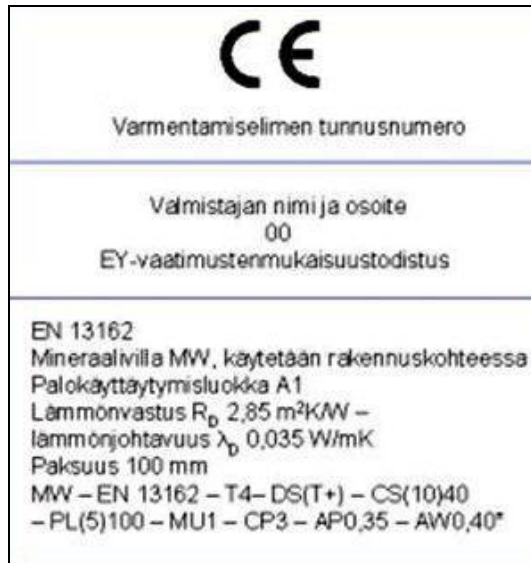 CE
Varmentamiselimen tunnusnumero
Valmistajan nimi ja osoite
00
EY-vaatimustenmukaisuustodistus
EN 13162
Mineraalivilla MW, käytetään rakennuskohteessa
Palokäyttäytymisluokka A1
Lämmönvastus R_D 2,85 m²K/W –
lämmönjohtavuus λ_D 0,035 W/mK
Paksuus 100 mm
MW – EN 13162 – T4– DS(T+) – CS(10)40
– PL(5)100 – MU1 – CP3 – AP0,35 – AW0,40*